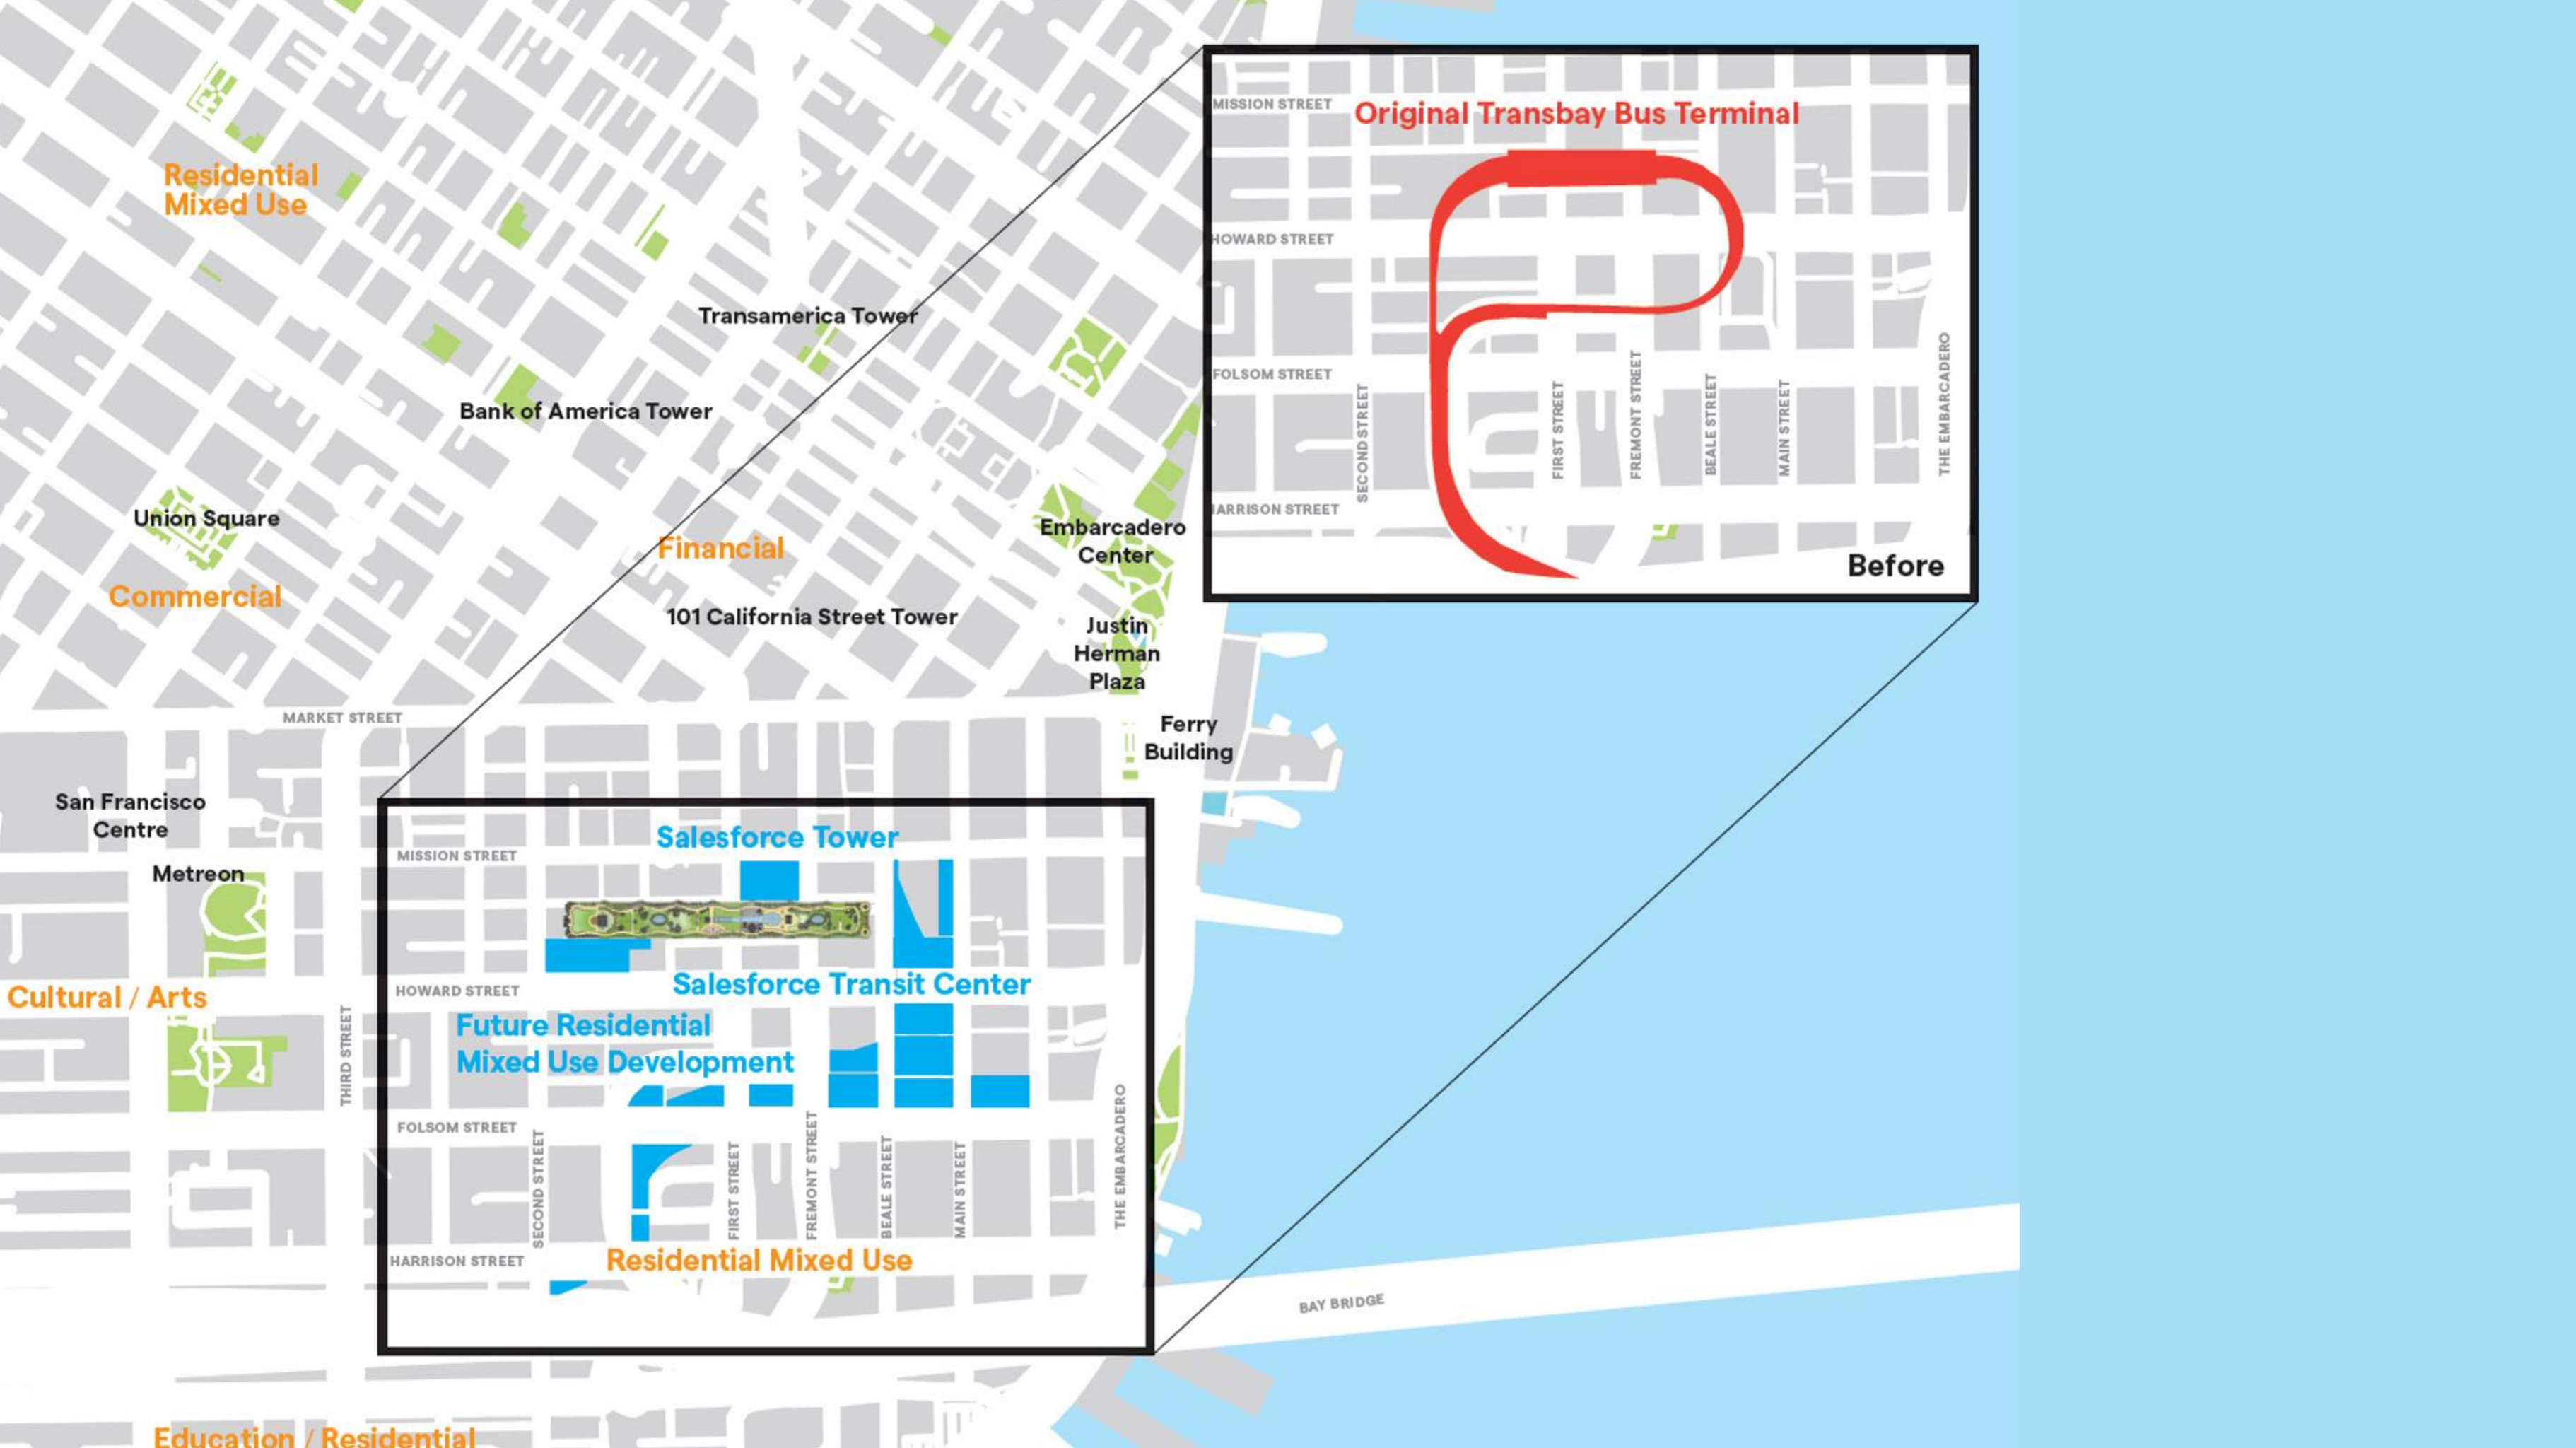 MISSION STREET
Original Transbay Bus Terminal
HOWARD STREET
FOLSOM STREET
SECOND STREET
FIRST STREET
FREMONT STREET
BEALE STREET
MAIN STREET
THE EMBARCADERO
ARRISON STREET
Before
Residential
Mixed Use
Transamerica Tower
Bank of America Tower
Union Square
Commercial
Financial
Embarcadero
Center
101 California Street Tower
Justin
Herman
Plaza
MARKET STREET
Ferry
Building
San Francisco
Centre
Metreon
Cultural / Arts
THIRD STREET
Salesforce Tower
MISSION STREET
Salesforce Transit Center
HOWARD STREET
Future Residential
Mixed Use Development
FOLSOM STREET
SECOND STREET
FIRST STREET
FREMONT STREET
BEALE STREET
MAIN STREET
THE EMBARCADERO
HARRISON STREET
Residential Mixed Use
BAY BRIDGE
Education / Residential